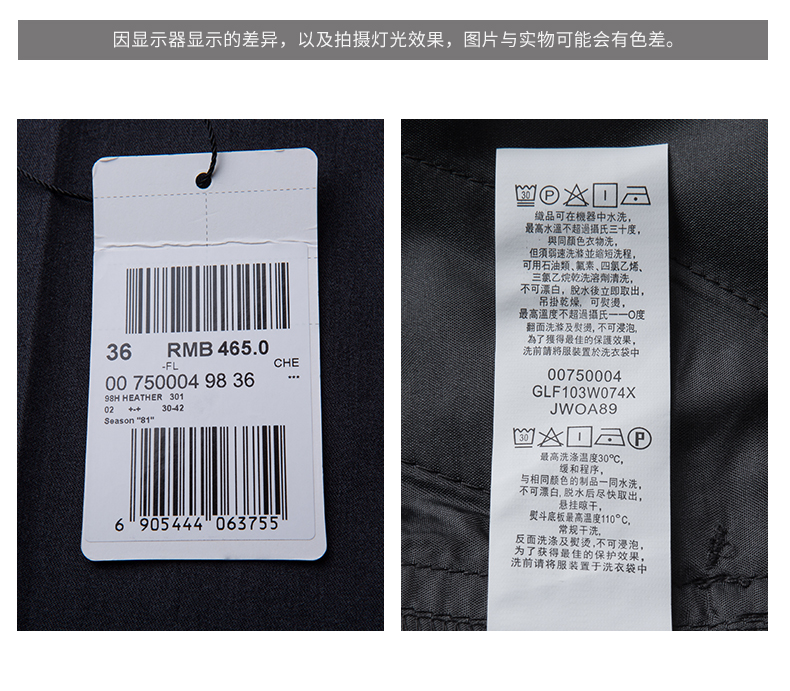 因显示器显示的差异，以及拍摄灯光效果，图片与实物可能会有色差。
36 RMB 465.0
-FL CHE
00 750004 98 36 ...
98H HEATHER 301
02 +-+ 30-42
Season "81"
6 905444 063755
30 P I
織品可在機器中水洗，
最高水溫不超過攝氏三十度，
與同顏色衣物洗，
但須弱速洗滌並縮短洗程，
可用石油類、氟素、四氯乙烯、
三氯乙烷乾洗溶劑清洗，
不可漂白，脫水後立即取出，
吊掛乾燥，可熨燙，
最高溫度不超過攝氏一一〇度
翻面洗滌及熨燙，不可浸泡，
為了獲得最佳的保護效果，
洗前請將服裝置於洗衣袋中
00750004
GLF103W074X
JWOA89
30 I P
最高洗涤温度30°C，
缓和程序，
与相同颜色的制品一同水洗，
不可漂白，脱水后尽快取出，
悬挂晾干，
熨斗底板最高温度110°C，
常规干洗，
反面洗涤及熨烫，不可浸泡，
为了获得最佳的保护效果，
洗前请将服装置于洗衣袋中